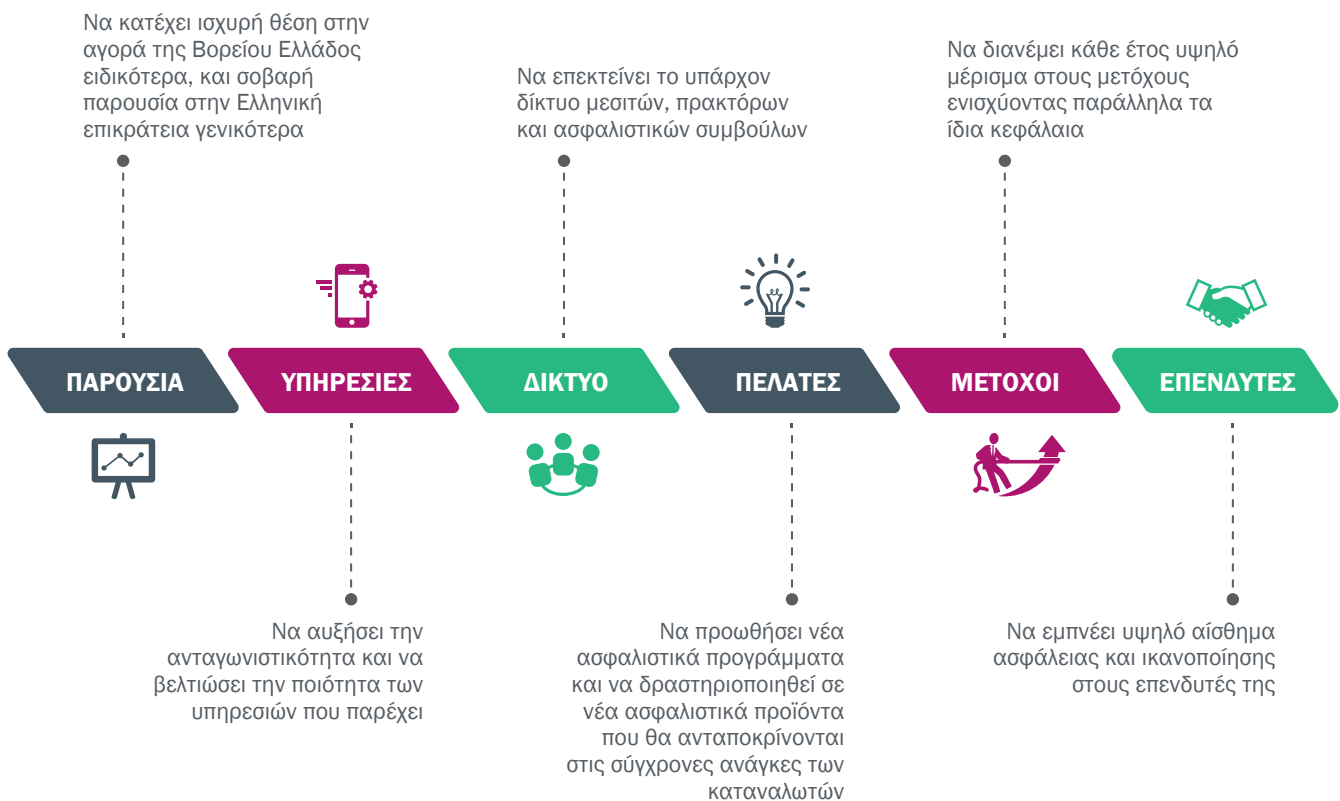 Να κατέχει ισχυρή θέση στην
αγορά της Βορείου Ελλάδος
ειδικότερα, και σοβαρή
παρουσία στην Ελληνική
επικράτεια γενικότερα
Να επεκτείνει το υπάρχον
δίκτυο μεσιτών, πρακτόρων
και ασφαλιστικών συμβούλων
Να διανέμει κάθε έτος υψηλό
μέρισμα στους μετόχους
ενισχύοντας παράλληλα τα
ίδια κεφάλαια
ΠΑΡΟΥΣΙΑ
ΥΠΗΡΕΣΙΕΣ
ΔΙΚΤΥΟ
ΠΕΛΑΤΕΣ
ΜΕΤΟΧΟΙ
ΕΠΕΝΔΥΤΕΣ
Να αυξήσει την
ανταγωνιστικότητα και να
βελτιώσει την ποιότητα των
υπηρεσιών που παρέχει
Να προωθήσει νέα
ασφαλιστικά προγράμματα
και να δραστηριοποιηθεί σε
νέα ασφαλιστικά προϊόντα
που θα ανταποκρίνονται
στις σύγχρονες ανάγκες των
καταναλωτών
Να εμπνέει υψηλό αίσθημα
ασφάλειας και ικανοποίησης
στους επενδυτές της